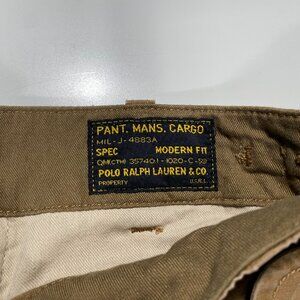 PANT, MANS, CARGO
MIL-J-4883A
SPEC MODERN FIT
POLO RALPH LAUREN & CO.
PROPERTY U.R.L.